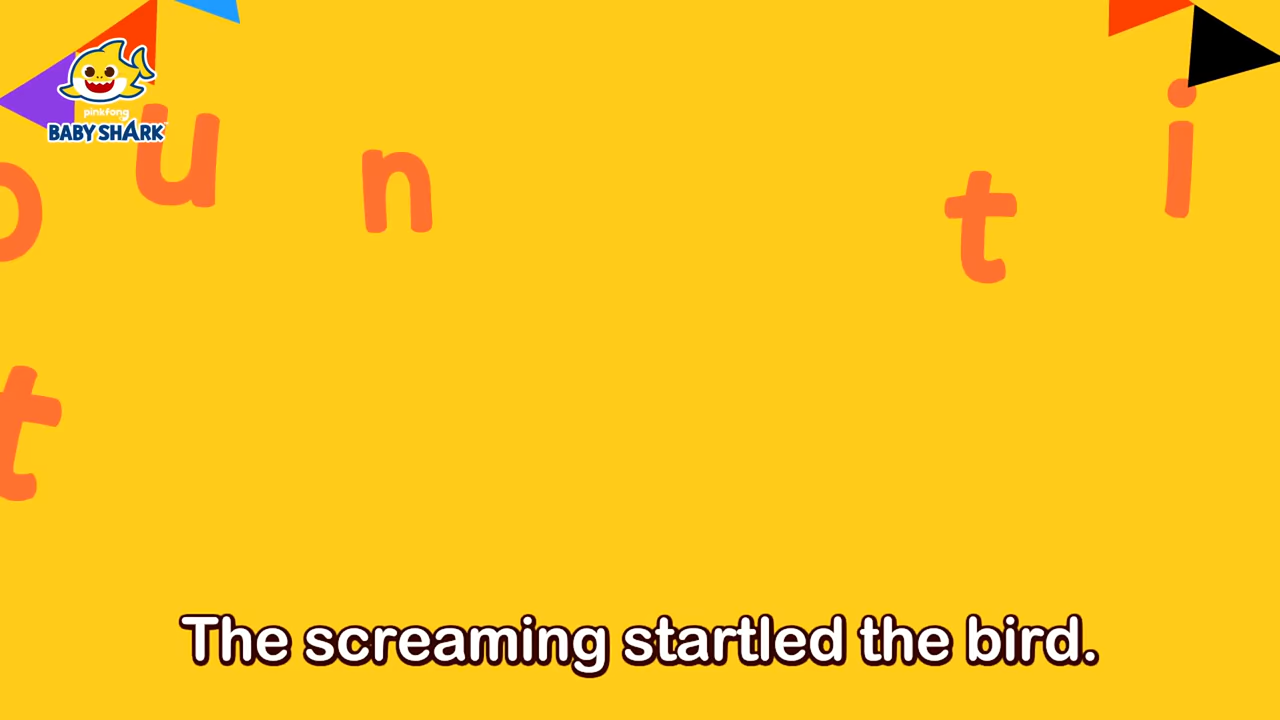 pinkfong
BABY SHARK
o u n t i
t
The screaming startled the bird.